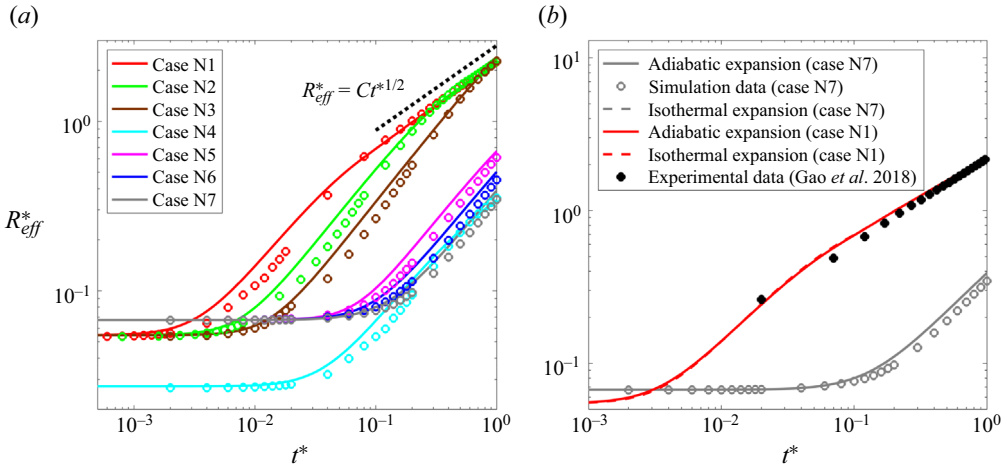 (a)
(b)
Case N1
Case N2
Case N3
Case N4
Case N5
Case N6
Case N7
R*eff = Ct*1/2
10^0
10^−1
R*eff
10^−3
10^−2
10^−1
10^0
t*
Adiabatic expansion (case N7)
Simulation data (case N7)
Isothermal expansion (case N7)
Adiabatic expansion (case N1)
Isothermal expansion (case N1)
Experimental data (Gao et al. 2018)
10^1
10^0
10^−1
10^−3
10^−2
10^−1
10^0
t*